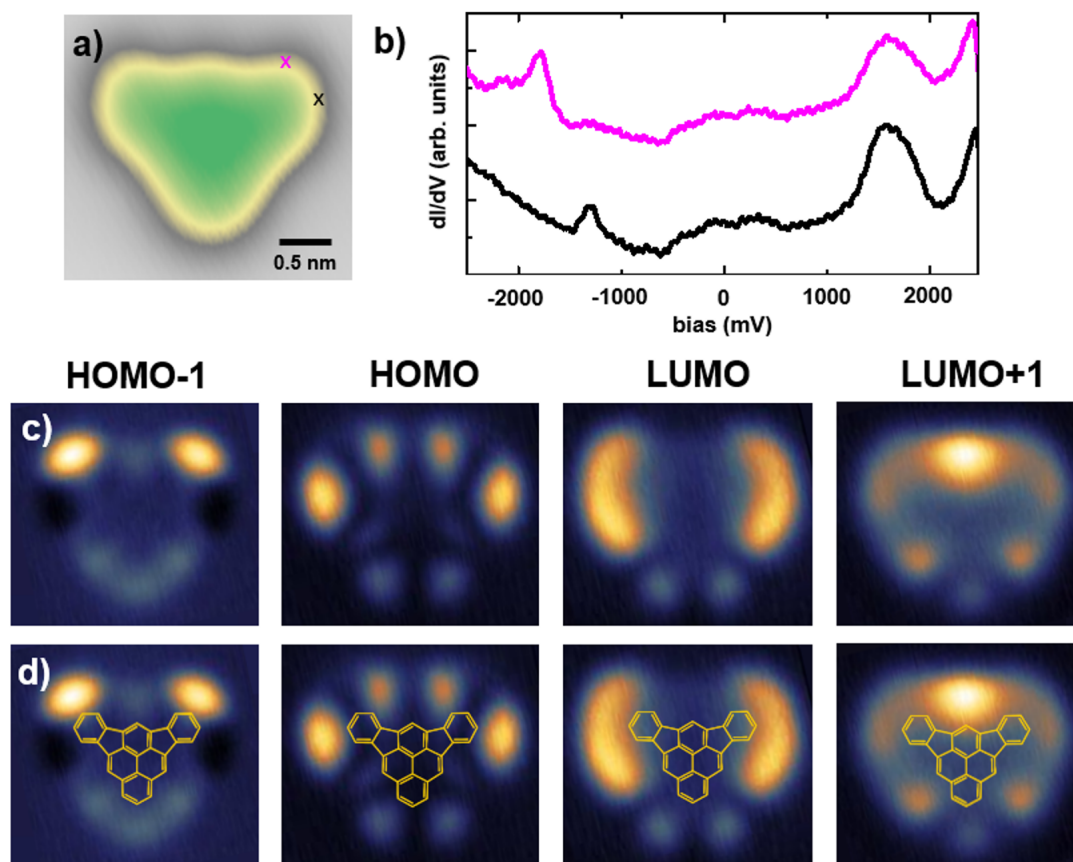 a)
x
x
0.5 nm
b)
dI/dV (arb. units)
-2000 -1000 0 1000 2000
bias (mV)
HOMO-1 HOMO LUMO LUMO+1
c)
d)